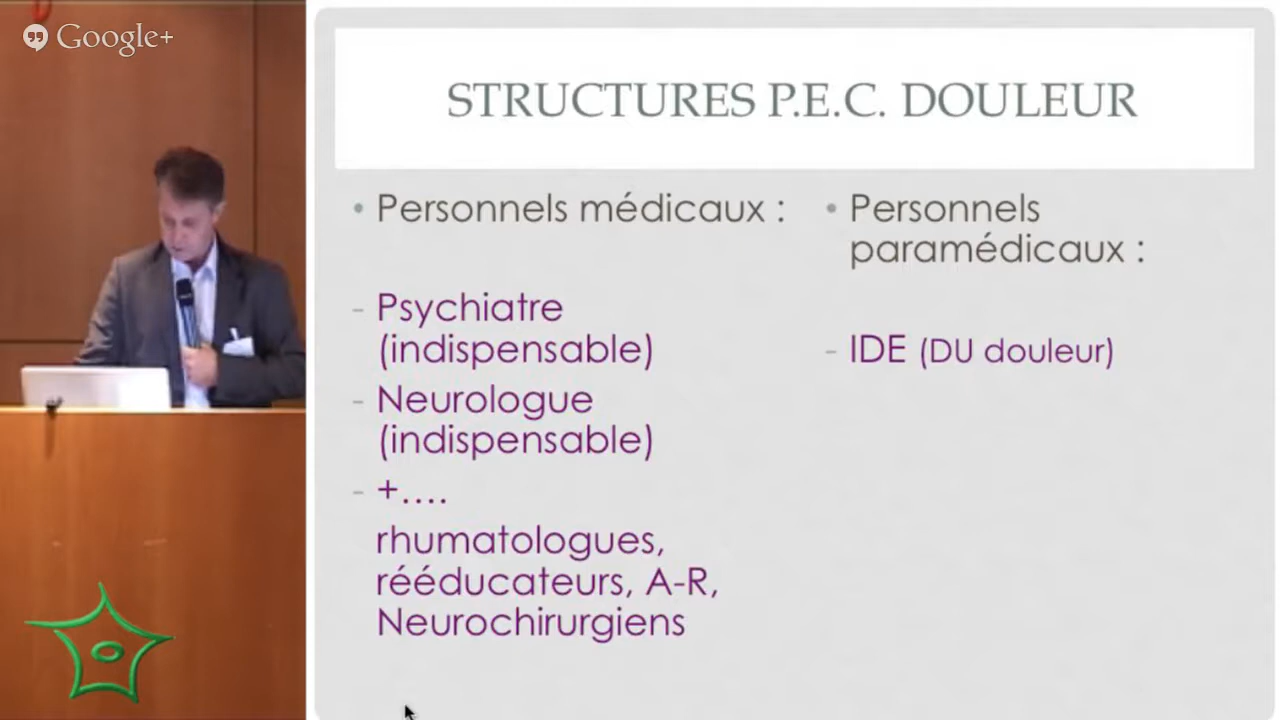 Google+
STRUCTURES P.E.C. DOULEUR
• Personnels médicaux :
- Psychiatre
(indispensable)
- Neurologue
(indispensable)
- +....
rhumatologues,
rééducateurs, A-R,
Neurochirurgiens
• Personnels
paramédicaux :
- IDE (DU douleur)